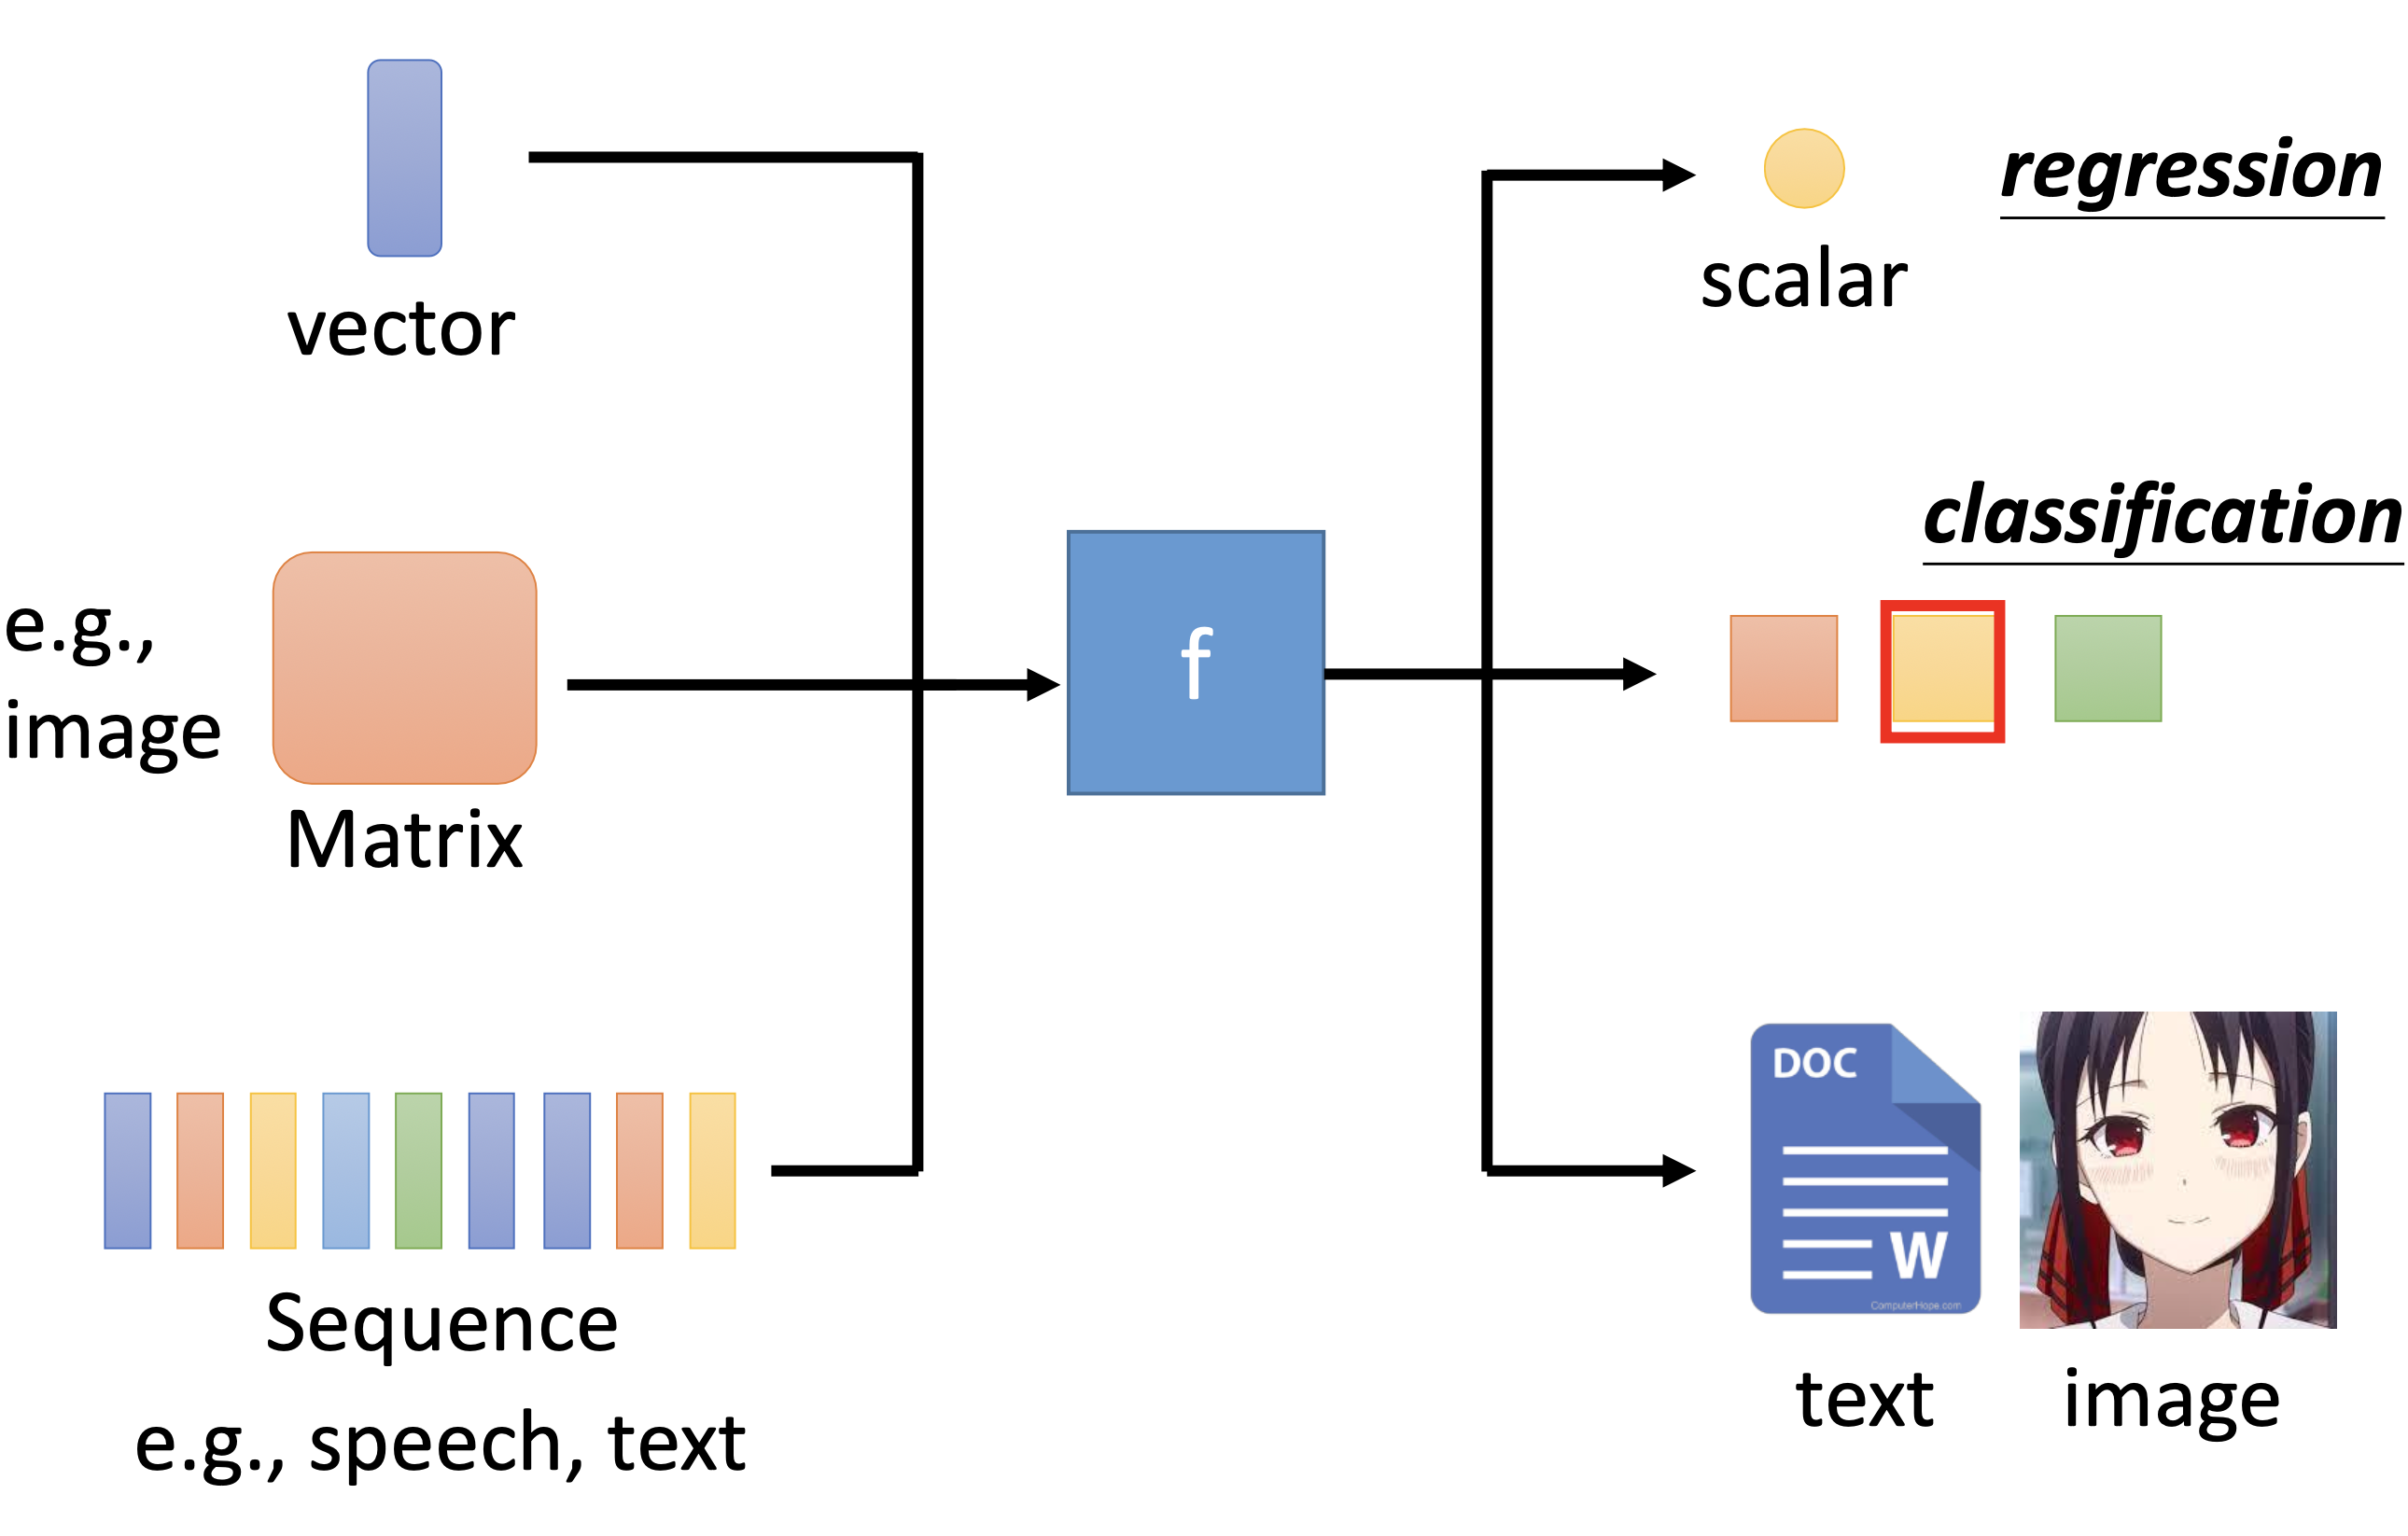 vector
e.g.,
image
Matrix
Sequence
e.g., speech, text
f
regression
scalar
classification
DOC
W
ComputerHope.com
text
image